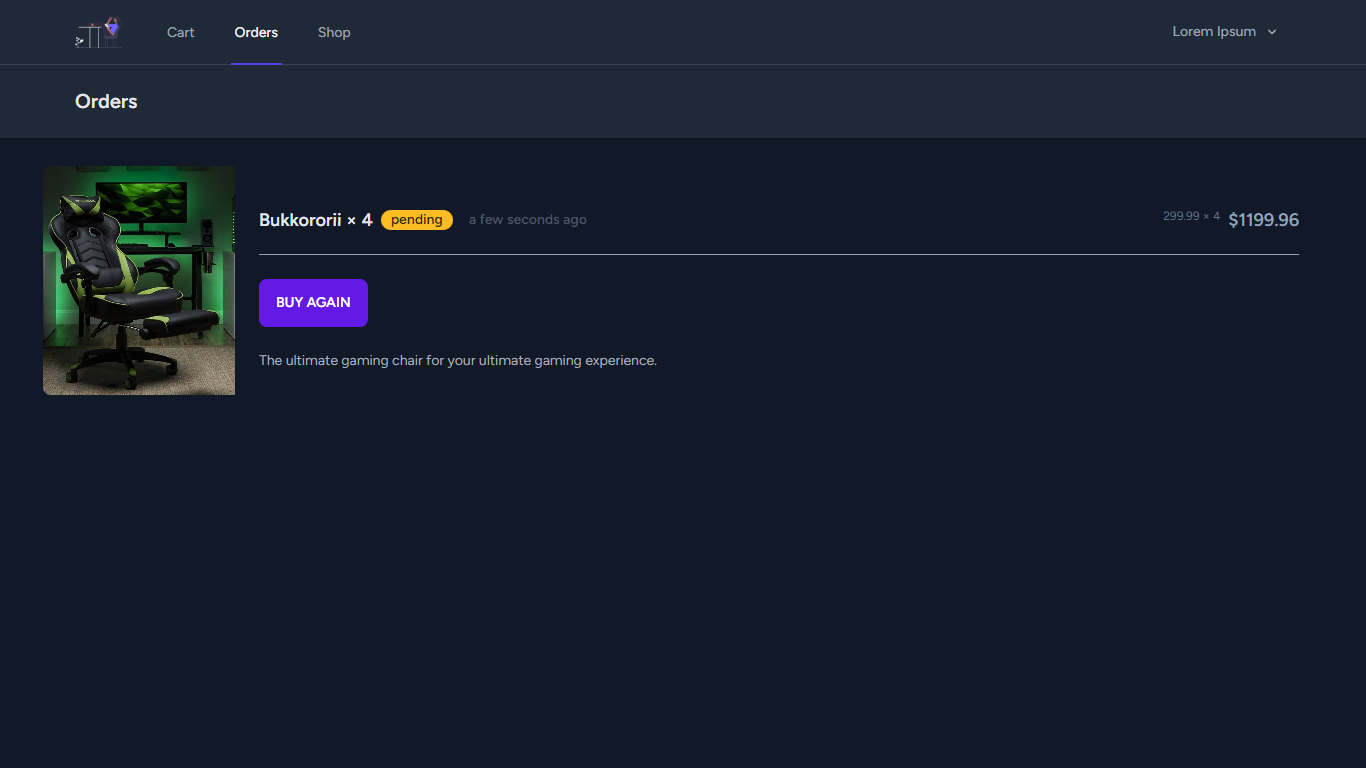 Cart Orders Shop Lorem Ipsum
Orders
Bukkororii × 4 pending a few seconds ago 299.99 × 4 $1199.96
BUY AGAIN
The ultimate gaming chair for your ultimate gaming experience.